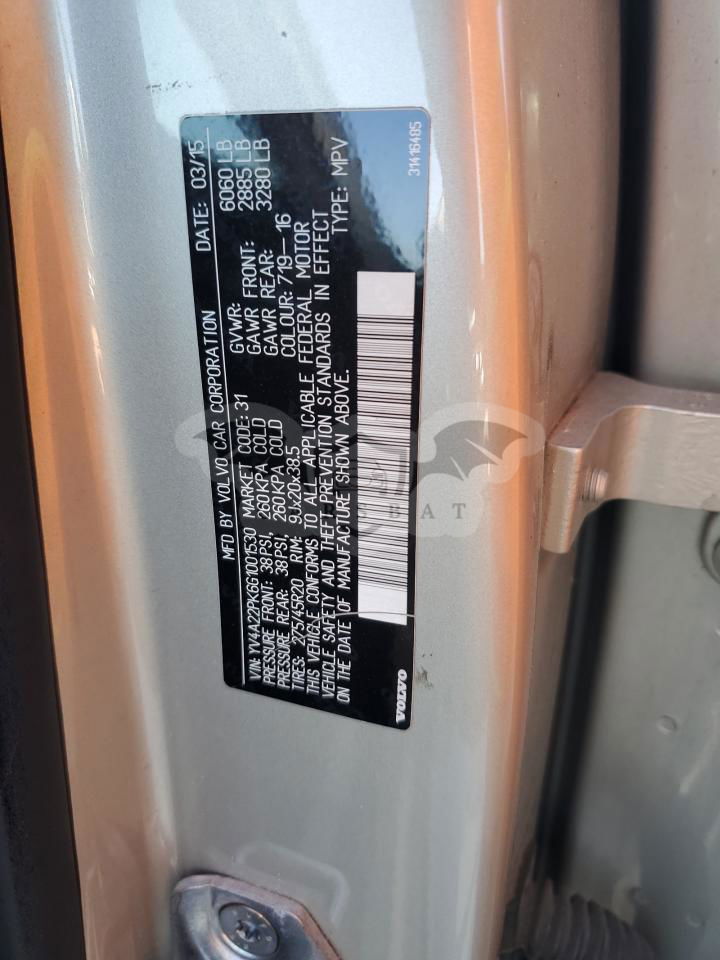 MFD BY VOLVO CAR CORPORATION DATE: 03/15
VIN: YV4A22PK6G1001530 MARKET CODE: 31 GVWR: 6060 LB
PRESSURE FRONT: 38PSI, 260KPA COLD GAWR FRONT: 2885 LB
PRESSURE REAR: 38PSI, 260KPA COLD GAWR REAR: 3280 LB
TIRES: 275/45R20 RIM: 9Jx20x38.5 COLOUR: 719-16
THIS VEHICLE CONFORMS TO ALL APPLICABLE FEDERAL MOTOR
VEHICLE SAFETY AND THEFT PREVENTION STANDARDS IN EFFECT
ON THE DATE OF MANUFACTURE SHOWN ABOVE. TYPE: MPV
VOLVO 31416485